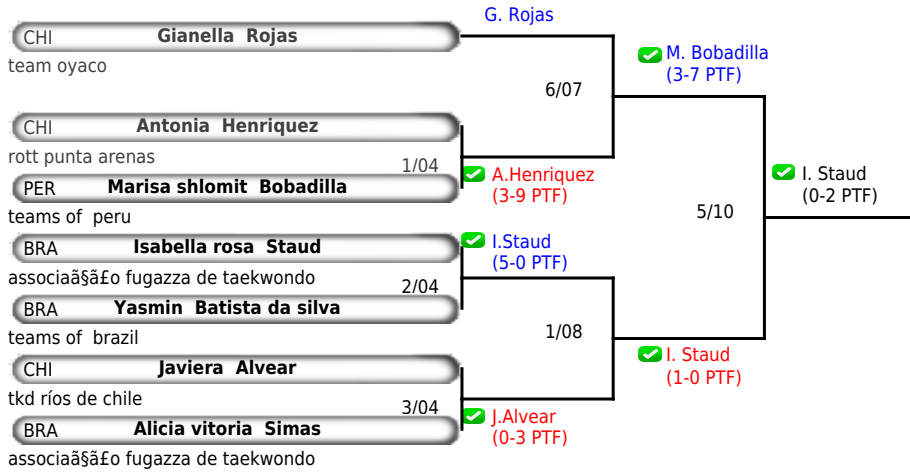 G. Rojas
CHI Gianella Rojas
team oyaco
M. Bobadilla
(3-7 PTF)
6/07
CHI Antonia Henriquez
rott punta arenas
1/04
A.Henriquez
(3-9 PTF)
PER Marisa shlomit Bobadilla
teams of peru
I. Staud
(0-2 PTF)
5/10
BRA Isabella rosa Staud
associaã§ã£o fugazza de taekwondo
I.Staud
(5-0 PTF)
2/04
BRA Yasmin Batista da silva
teams of brazil
1/08
CHI Javiera Alvear
tkd ríos de chile
I. Staud
(1-0 PTF)
3/04
J.Alvear
(0-3 PTF)
BRA Alicia vitoria Simas
associaã§ã£o fugazza de taekwondo